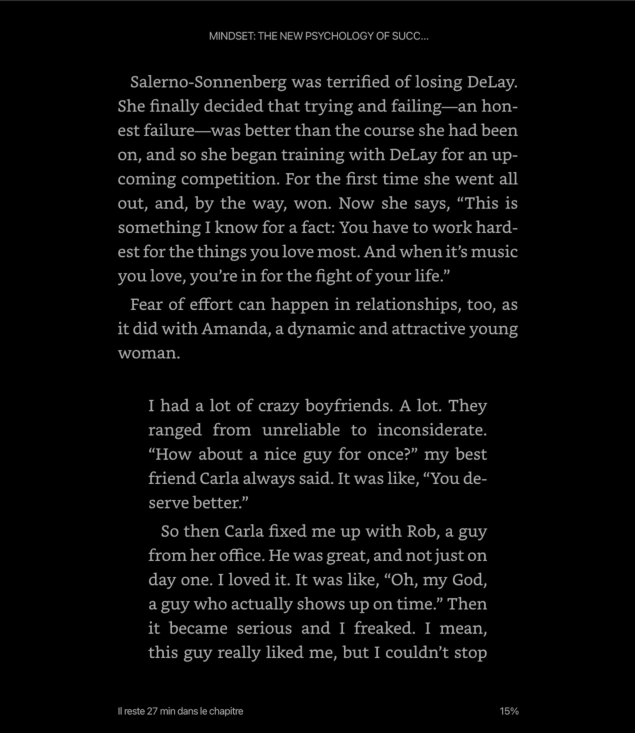 MINDSET: THE NEW PSYCHOLOGY OF SUCC...
Salerno-Sonnenberg was terrified of losing DeLay.
She finally decided that trying and failing—an hon-
est failure—was better than the course she had been
on, and so she began training with DeLay for an up-
coming competition. For the first time she went all
out, and, by the way, won. Now she says, “This is
something I know for a fact: You have to work hard-
est for the things you love most. And when it’s music
you love, you’re in for the fight of your life.”
Fear of effort can happen in relationships, too, as
it did with Amanda, a dynamic and attractive young
woman.
I had a lot of crazy boyfriends. A lot. They
ranged from unreliable to inconsiderate.
“How about a nice guy for once?” my best
friend Carla always said. It was like, “You de-
serve better.”
So then Carla fixed me up with Rob, a guy
from her office. He was great, and not just on
day one. I loved it. It was like, “Oh, my God,
a guy who actually shows up on time.” Then
it became serious and I freaked. I mean,
this guy really liked me, but I couldn’t stop
Il reste 27 min dans le chapitre
15%